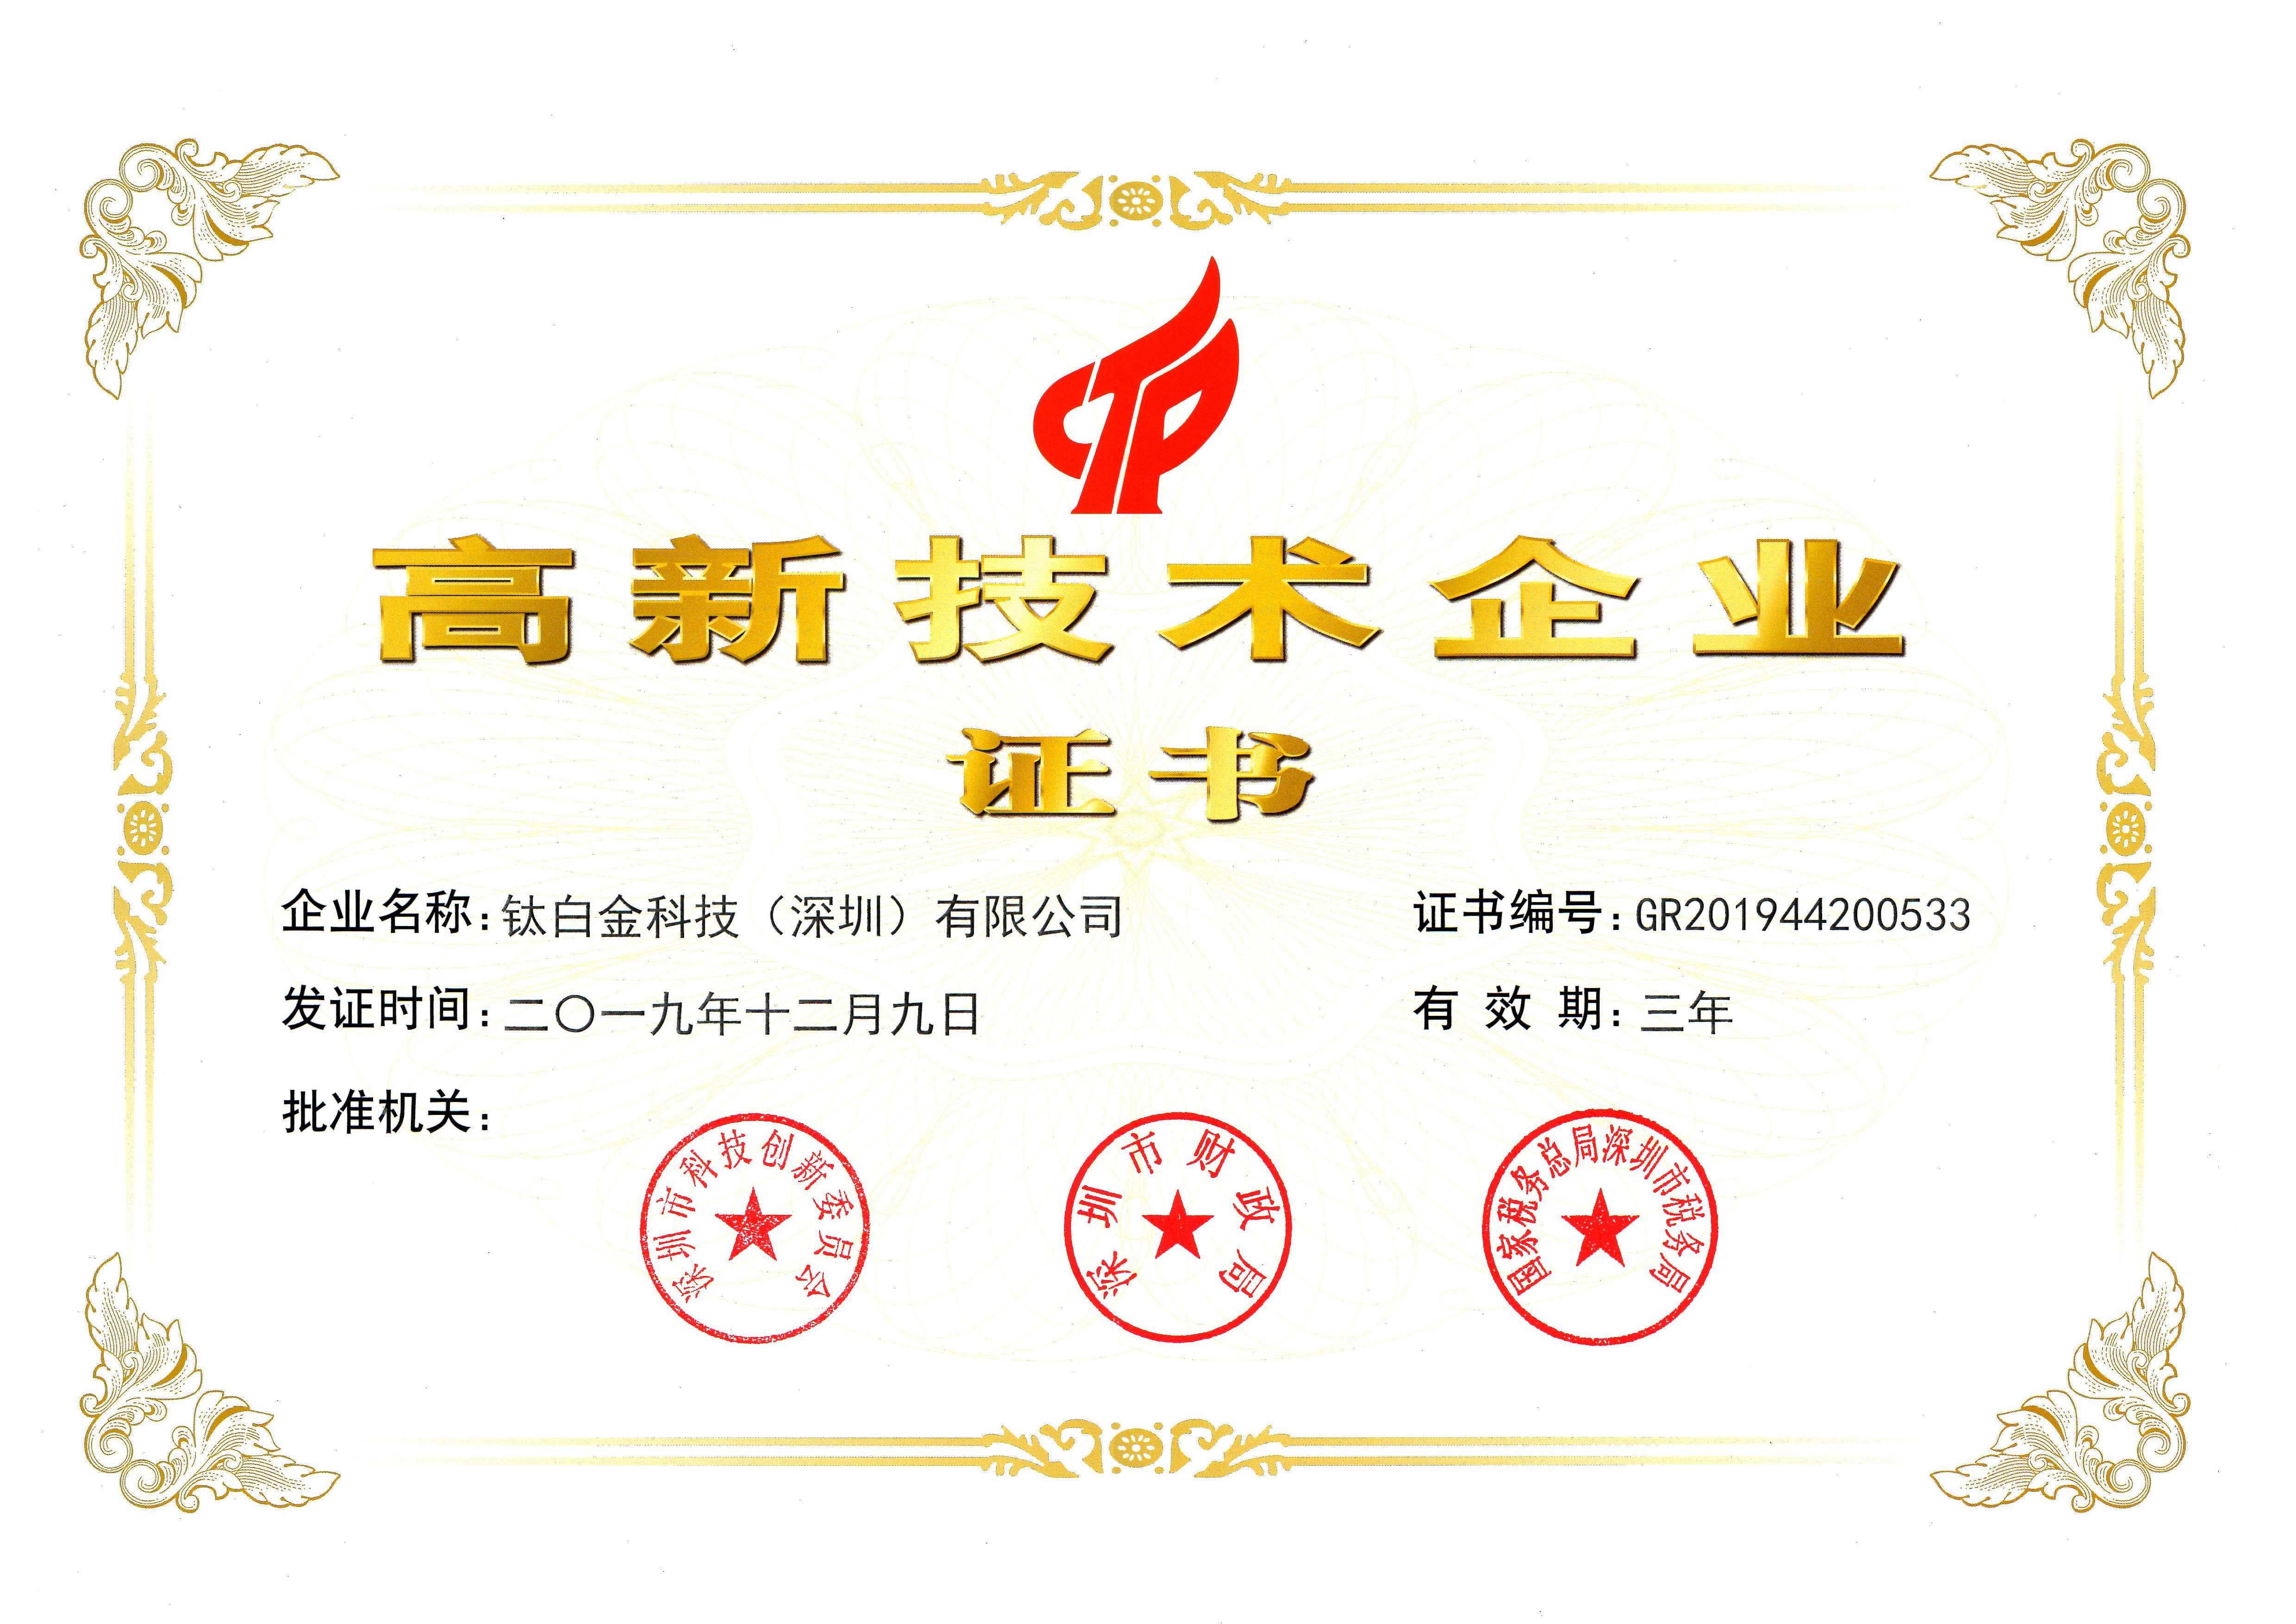 高新技术企业
证书
企业名称：钛白金科技（深圳）有限公司
证书编号：GR201944200533
发证时间：二〇一九年十二月九日
有效期：三年
批准机关：
深圳市科技创新委员会
深圳市财政局
国家税务总局深圳市税务局